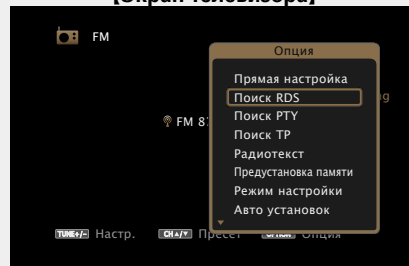 【Экран телевизора】
FM
Опция
Прямая настройка
Поиск RDS
Поиск PTY
FM 8
Поиск TP
Радиотекст
Предустановка памяти
Режим настройки
Авто установок
TUNE+/- Настр. CH▲/▼ Пресет OPTION Опция